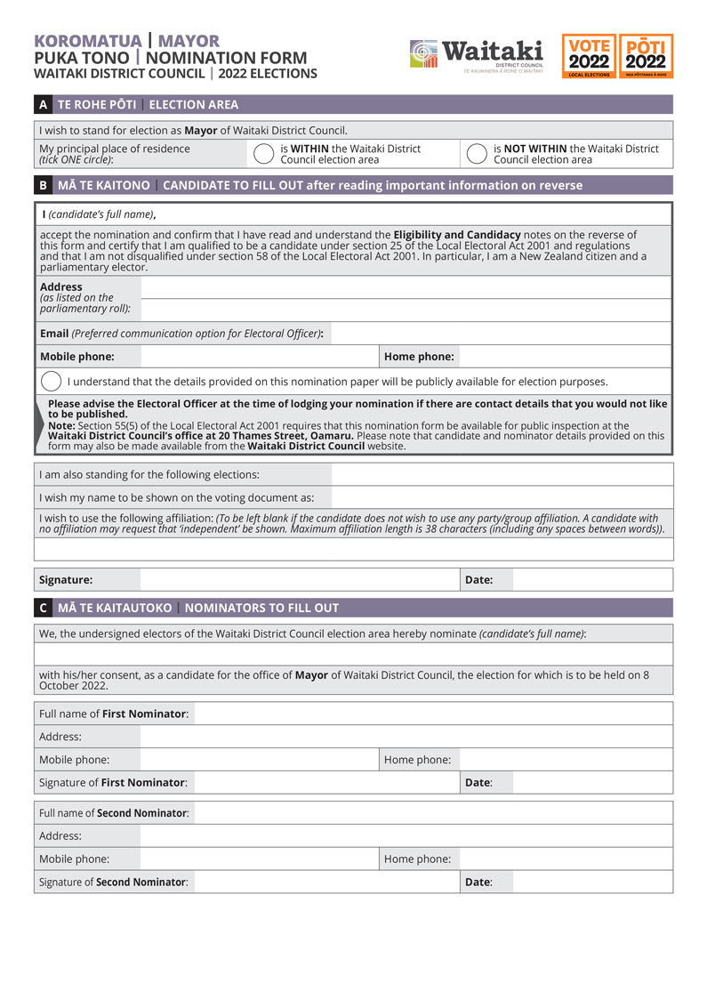 KOROMATUA | MAYOR
PUKA TONO | NOMINATION FORM
WAITAKI DISTRICT COUNCIL | 2022 ELECTIONS
Waitaki
DISTRICT COUNCIL
TE KAUNIHERA Ā ROHE O WAITAKI
VOTE
2022
LOCAL ELECTIONS
PŌTI
2022
NGA PŌTITANGA Ā-ROHE
A TE ROHE PŌTI | ELECTION AREA
I wish to stand for election as Mayor of Waitaki District Council.
My principal place of residence
(tick ONE circle):
is WITHIN the Waitaki District
Council election area
is NOT WITHIN the Waitaki District
Council election area
B MĀ TE KAITONO | CANDIDATE TO FILL OUT after reading important information on reverse
I (candidate's full name),
accept the nomination and confirm that I have read and understand the Eligibility and Candidacy notes on the reverse of
this form and certify that I am qualified to be a candidate under section 25 of the Local Electoral Act 2001 and regulations
and that I am not disqualified under section 58 of the Local Electoral Act 2001. In particular, I am a New Zealand citizen and a
parliamentary elector.
Address
(as listed on the
parliamentary roll):
Email (Preferred communication option for Electoral Officer):
Mobile phone: Home phone:
I understand that the details provided on this nomination paper will be publicly available for election purposes.
Please advise the Electoral Officer at the time of lodging your nomination if there are contact details that you would not like
to be published.
Note: Section 55(5) of the Local Electoral Act 2001 requires that this nomination form be available for public inspection at the
Waitaki District Council's office at 20 Thames Street, Oamaru. Please note that candidate and nominator details provided on this
form may also be made available from the Waitaki District Council website.
I am also standing for the following elections:
I wish my name to be shown on the voting document as:
I wish to use the following affiliation: (To be left blank if the candidate does not wish to use any party/group affiliation. A candidate with
no affiliation may request that 'independent' be shown. Maximum affiliation length is 38 characters (including any spaces between words)).
Signature: Date:
C MĀ TE KAITAUTOKO | NOMINATORS TO FILL OUT
We, the undersigned electors of the Waitaki District Council election area hereby nominate (candidate's full name):
with his/her consent, as a candidate for the office of Mayor of Waitaki District Council, the election for which is to be held on 8
October 2022.
Full name of First Nominator:
Address:
Mobile phone: Home phone:
Signature of First Nominator: Date:
Full name of Second Nominator:
Address:
Mobile phone: Home phone:
Signature of Second Nominator: Date: